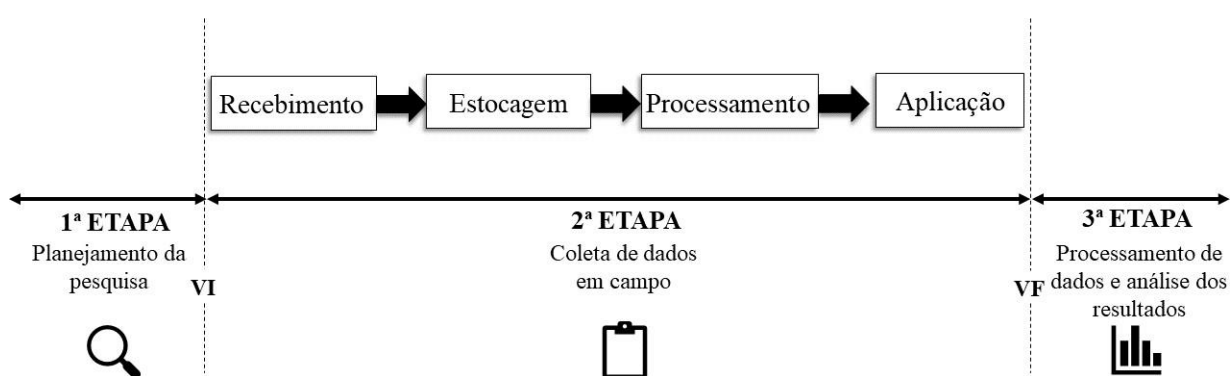 Recebimento
Estocagem
Processamento
Aplicação
1ª ETAPA
Planejamento da
pesquisa
VI
2ª ETAPA
Coleta de dados
em campo
VF
3ª ETAPA
Processamento de
dados e análise dos
resultados